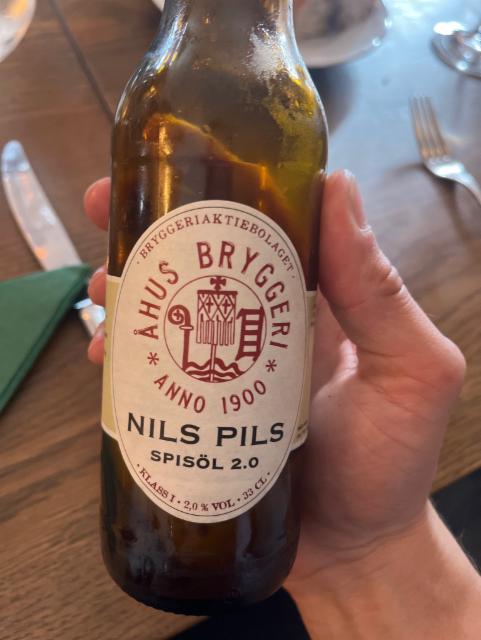 · BRYGGERIAKTIEBOLAGET ·
ÅHUS BRYGGERI
* ANNO 1900 *
NILS PILS
SPISÖL 2.0
· KLASS I · 2,0 % VOL · 33 CL ·